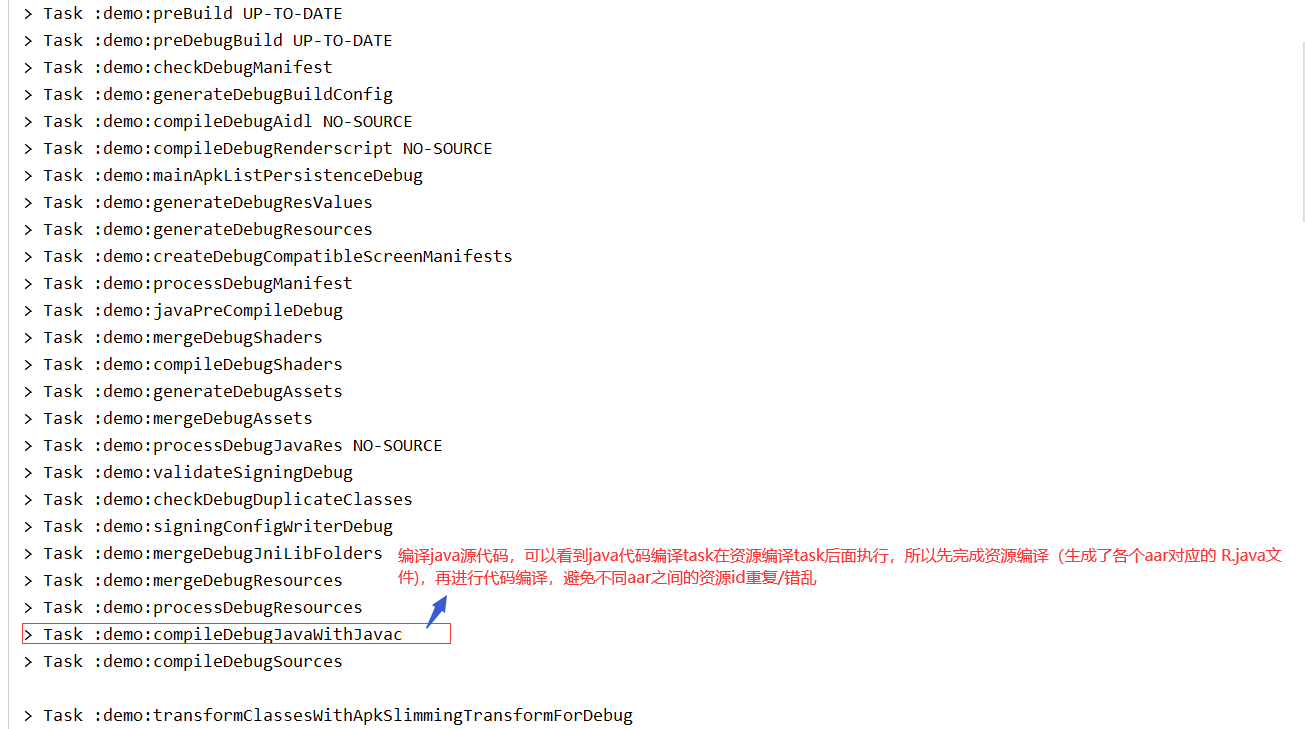 > Task :demo:preBuild UP-TO-DATE
> Task :demo:preDebugBuild UP-TO-DATE
> Task :demo:checkDebugManifest
> Task :demo:generateDebugBuildConfig
> Task :demo:compileDebugAidl NO-SOURCE
> Task :demo:compileDebugRenderscript NO-SOURCE
> Task :demo:mainApkListPersistenceDebug
> Task :demo:generateDebugResValues
> Task :demo:generateDebugResources
> Task :demo:createDebugCompatibleScreenManifests
> Task :demo:processDebugManifest
> Task :demo:javaPreCompileDebug
> Task :demo:mergeDebugShaders
> Task :demo:compileDebugShaders
> Task :demo:generateDebugAssets
> Task :demo:mergeDebugAssets
> Task :demo:processDebugJavaRes NO-SOURCE
> Task :demo:validateSigningDebug
> Task :demo:checkDebugDuplicateClasses
> Task :demo:signingConfigWriterDebug
> Task :demo:mergeDebugJniLibFolders
编译java源代码，可以看到java代码编译task在资源编译task后面执行，所以先完成资源编译（生成了各个aar对应的 R.java文
件)，再进行代码编译，避免不同aar之间的资源id重复/错乱
> Task :demo:mergeDebugResources
> Task :demo:processDebugResources
> Task :demo:compileDebugJavaWithJavac
> Task :demo:compileDebugSources
> Task :demo:transformClassesWithApkSlimmingTransformForDebug